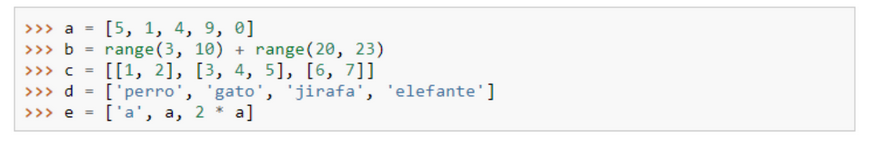 >>> a = [5, 1, 4, 9, 0]
>>> b = range(3, 10) + range(20, 23)
>>> c = [[1, 2], [3, 4, 5], [6, 7]]
>>> d = ['perro', 'gato', 'jirafa', 'elefante']
>>> e = ['a', a, 2 * a]